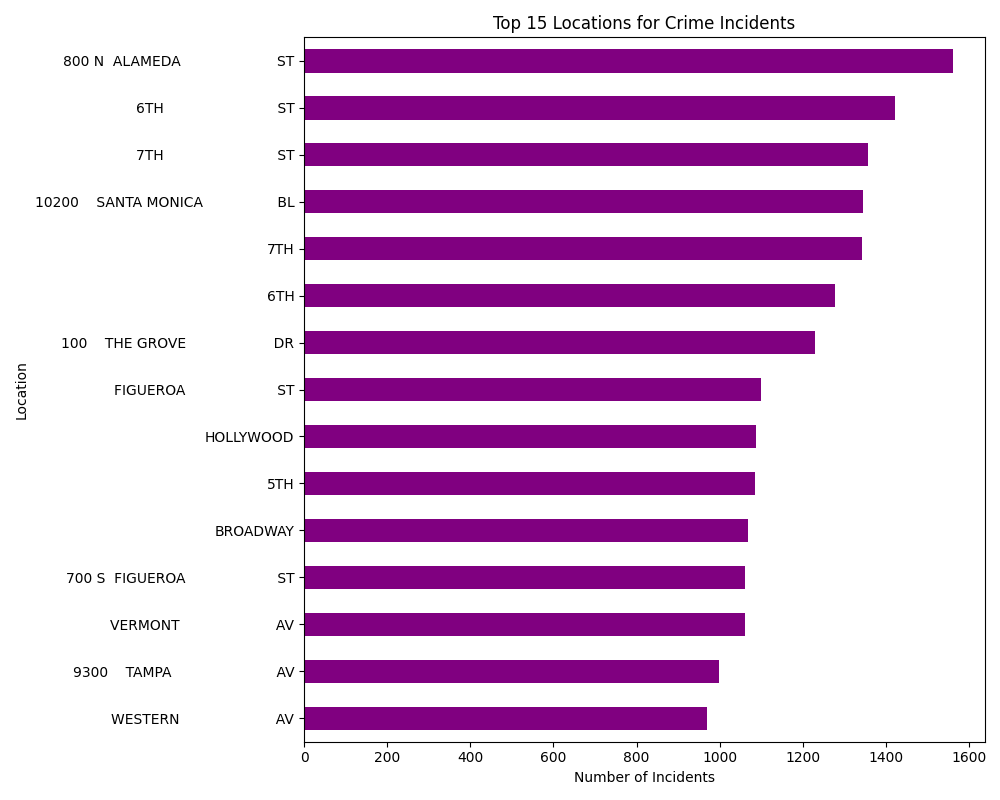 Top 15 Locations for Crime Incidents
800 N  ALAMEDA                      ST
6TH                          ST
7TH                          ST
10200    SANTA MONICA                 BL
7TH
6TH
100    THE GROVE                    DR
FIGUEROA                     ST
HOLLYWOOD
5TH
BROADWAY
700 S  FIGUEROA                     ST
VERMONT                      AV
9300    TAMPA                        AV
WESTERN                      AV
Location
0 200 400 600 800 1000 1200 1400 1600
Number of Incidents